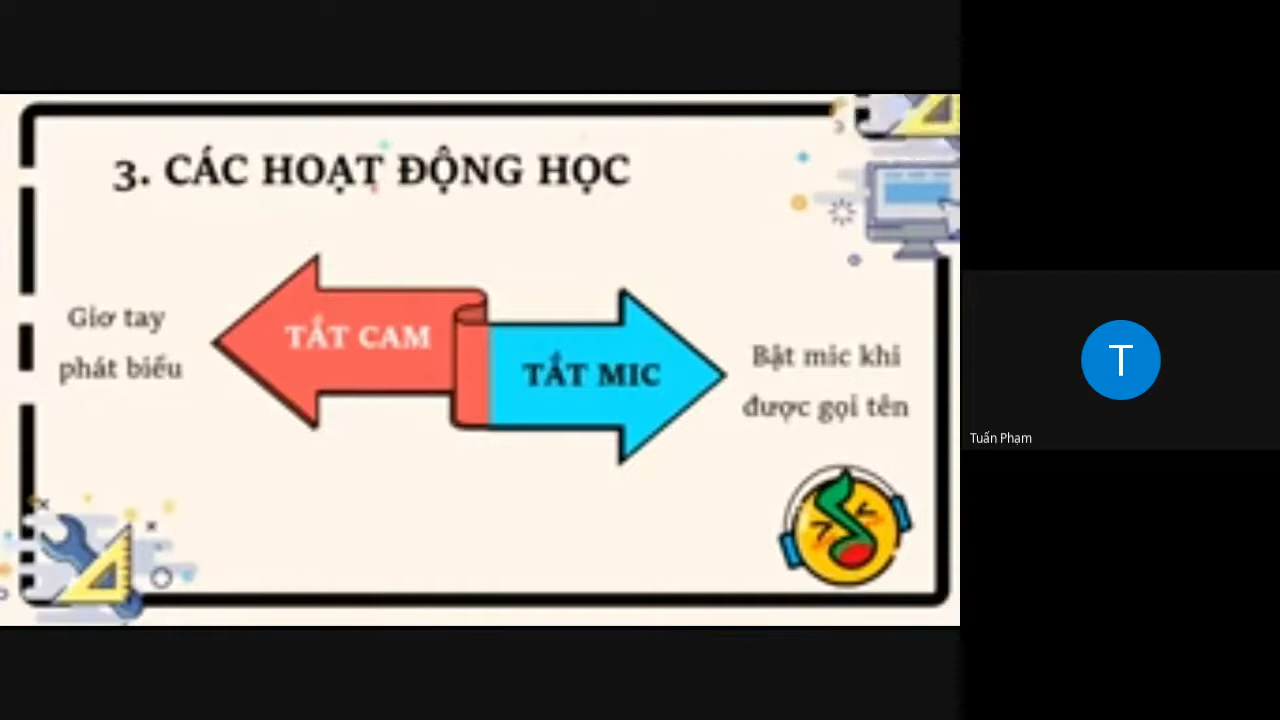 3. CÁC HOẠT ĐỘNG HỌC
Giơ tay
phát biểu
TẮT CAM
TẮT MIC
Bật mic khi
được gọi tên
T
Tuấn Phạm